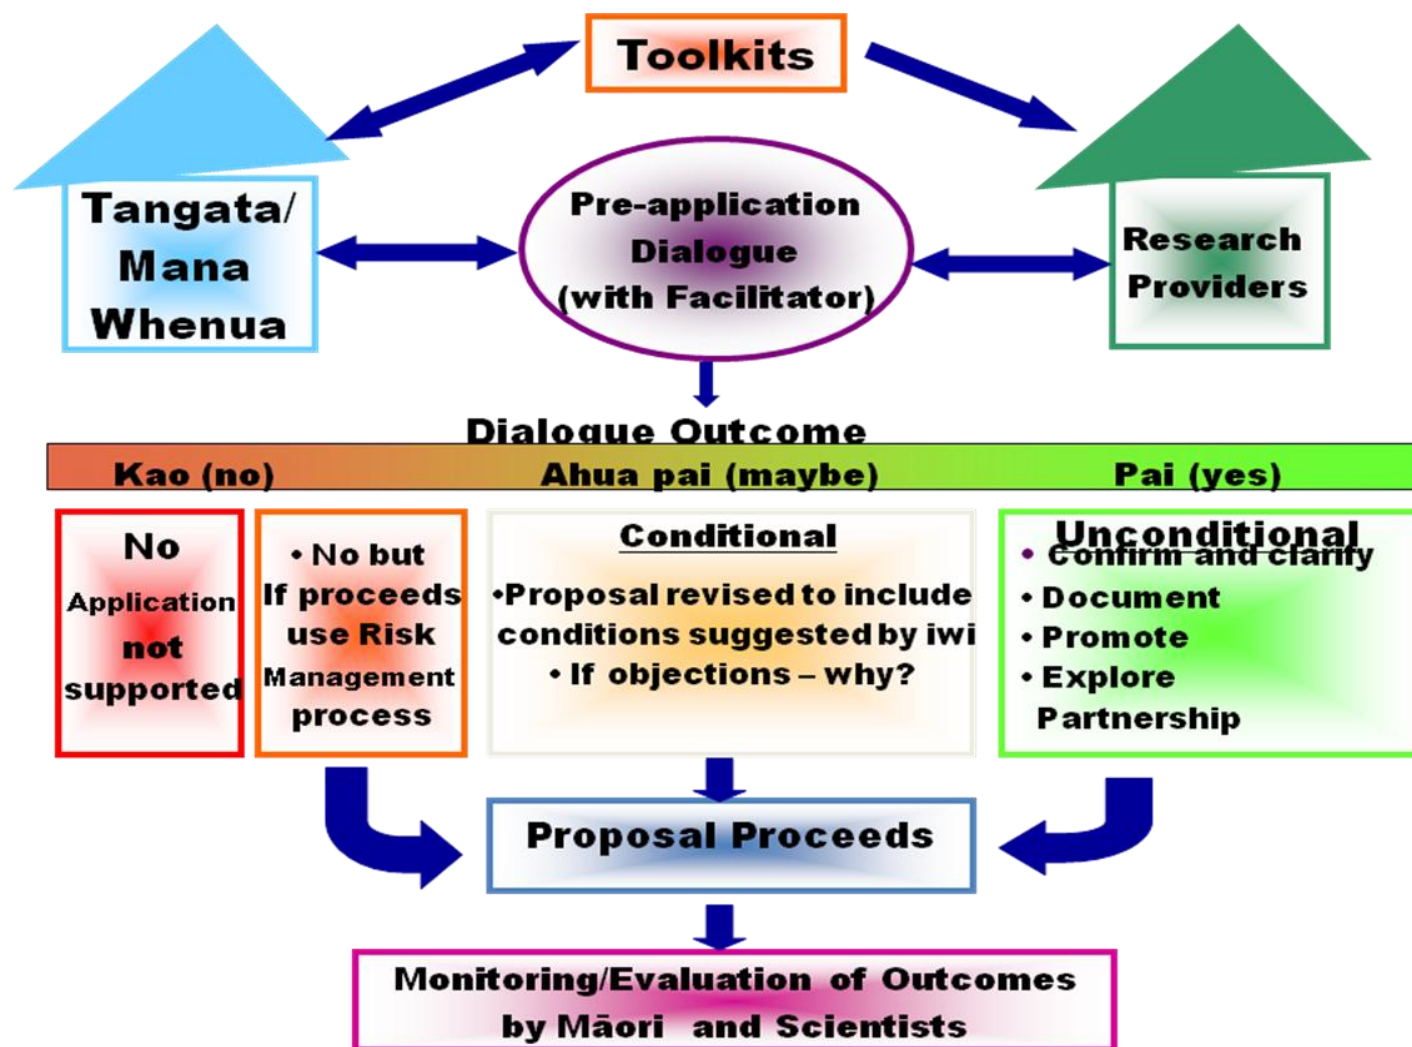 Toolkits
Tangata/
Mana
Whenua
Pre-application
Dialogue
(with Facilitator)
Research
Providers
Dialogue Outcome
Kao (no)
Ahua pai (maybe)
Pai (yes)
No
Application
not
supported
• No but
If proceeds
use Risk
Management
process
Conditional
•Proposal revised to include
conditions suggested by iwi
• If objections – why?
Unconditional
• Confirm and clarify
• Document
• Promote
• Explore
Partnership
Proposal Proceeds
Monitoring/Evaluation of Outcomes
by Māori and Scientists